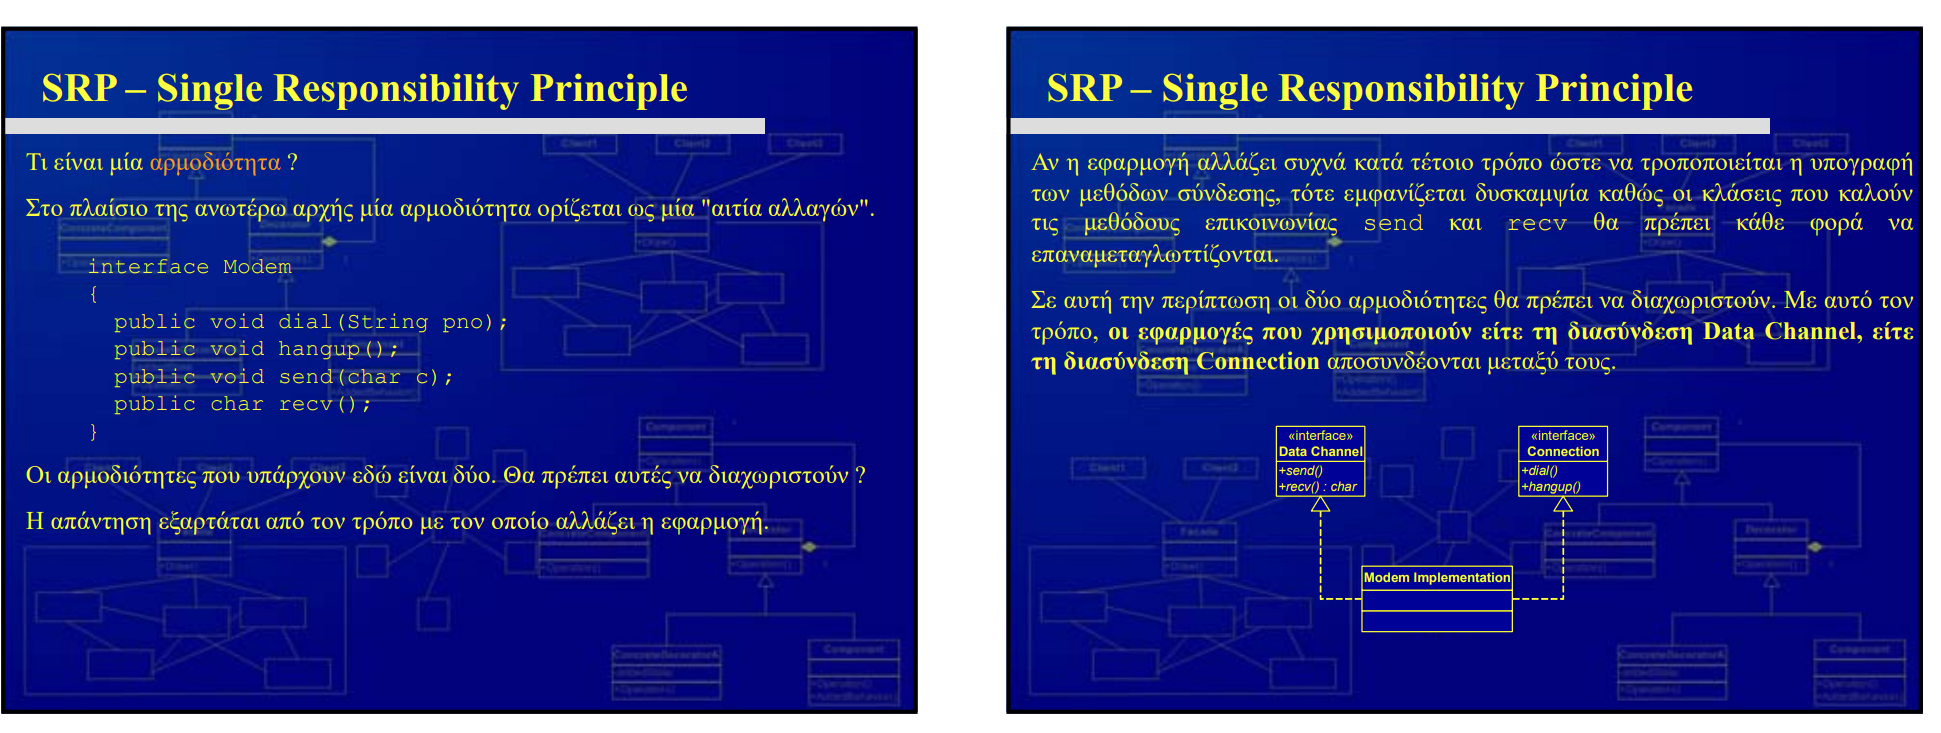 SRP – Single Responsibility Principle
Τι είναι μία αρμοδιότητα ?
Στο πλαίσιο της ανωτέρω αρχής μία αρμοδιότητα ορίζεται ως μία "αιτία αλλαγών".
interface Modem
{
public void dial(String pno);
public void hangup();
public void send(char c);
public char recv();
}
Οι αρμοδιότητες που υπάρχουν εδώ είναι δύο. Θα πρέπει αυτές να διαχωριστούν ?
Η απάντηση εξαρτάται από τον τρόπο με τον οποίο αλλάζει η εφαρμογή.
SRP – Single Responsibility Principle
Αν η εφαρμογή αλλάζει συχνά κατά τέτοιο τρόπο ώστε να τροποποιείται η υπογραφή
των μεθόδων σύνδεσης, τότε εμφανίζεται δυσκαμψία καθώς οι κλάσεις που καλούν
τις μεθόδους επικοινωνίας send και recv θα πρέπει κάθε φορά να
επαναμεταγλωττίζονται.
Σε αυτή την περίπτωση οι δύο αρμοδιότητες θα πρέπει να διαχωριστούν. Με αυτό τον
τρόπο, οι εφαρμογές που χρησιμοποιούν είτε τη διασύνδεση Data Channel, είτε
τη διασύνδεση Connection αποσυνδέονται μεταξύ τους.
«interface»
Data Channel
+send()
+recv() : char
«interface»
Connection
+dial()
+hangup()
Modem Implementation